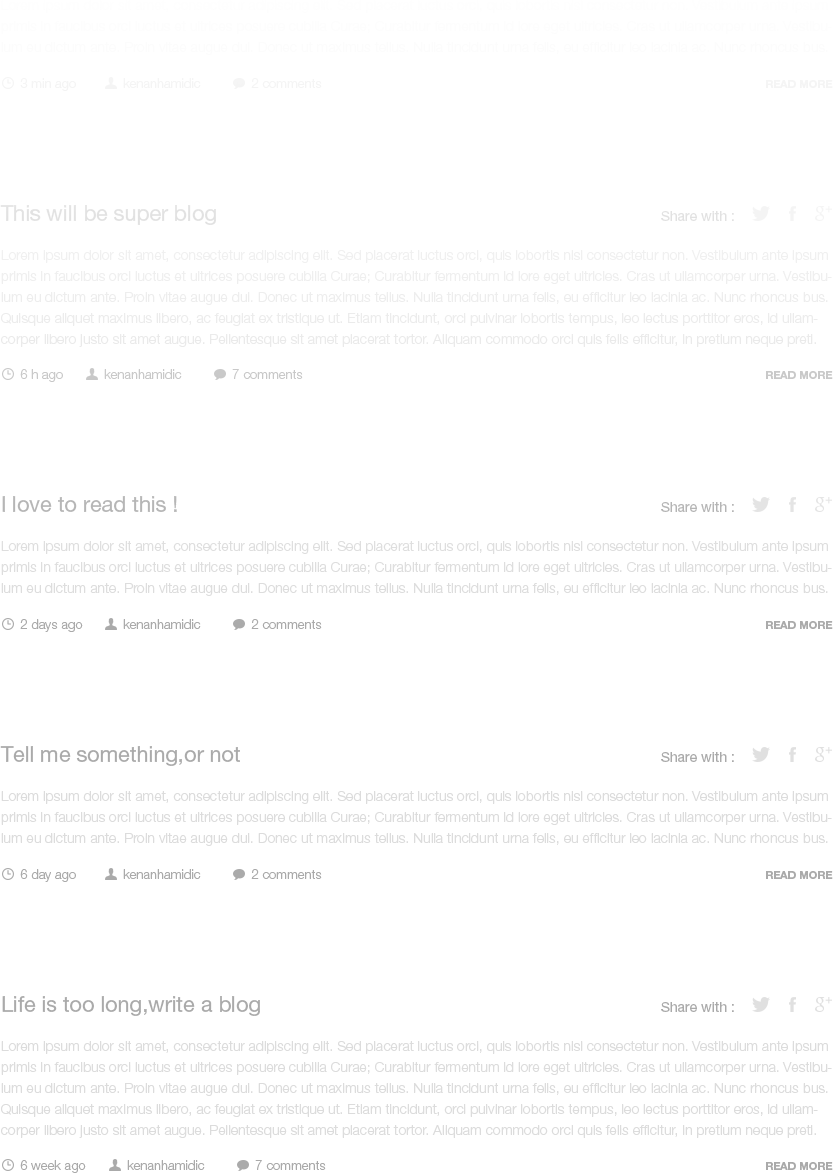 3 min ago kenanhamidic 2 comments READ MORE
This will be super blog Share with :
Lorem ipsum dolor sit amet, consectetur adipiscing elit. Sed placerat luctus orci, quis lobortis nisl consectetur non. Vestibulum ante ipsum
primis in faucibus orci luctus et ultrices posuere cubilia Curae; Curabitur fermentum id lore eget ultricies. Cras ut ullamcorper urna. Vestibu-
lum eu dictum ante. Proin vitae augue dui. Donec ut maximus tellus. Nulla tincidunt urna felis, eu efficitur leo lacinia ac. Nunc rhoncus bus.
Quisque aliquet maximus libero, ac feugiat ex tristique ut. Etiam tincidunt, orci pulvinar lobortis tempus, leo lectus porttitor eros, id ullam-
corper libero justo sit amet augue. Pellentesque sit amet placerat tortor. Aliquam commodo orci quis felis efficitur, in pretium neque preti.
6 h ago kenanhamidic 7 comments READ MORE
I love to read this ! Share with :
Lorem ipsum dolor sit amet, consectetur adipiscing elit. Sed placerat luctus orci, quis lobortis nisl consectetur non. Vestibulum ante ipsum
primis in faucibus orci luctus et ultrices posuere cubilia Curae; Curabitur fermentum id lore eget ultricies. Cras ut ullamcorper urna. Vestibu-
lum eu dictum ante. Proin vitae augue dui. Donec ut maximus tellus. Nulla tincidunt urna felis, eu efficitur leo lacinia ac. Nunc rhoncus bus.
2 days ago kenanhamidic 2 comments READ MORE
Tell me something,or not Share with :
Lorem ipsum dolor sit amet, consectetur adipiscing elit. Sed placerat luctus orci, quis lobortis nisl consectetur non. Vestibulum ante ipsum
primis in faucibus orci luctus et ultrices posuere cubilia Curae; Curabitur fermentum id lore eget ultricies. Cras ut ullamcorper urna. Vestibu-
lum eu dictum ante. Proin vitae augue dui. Donec ut maximus tellus. Nulla tincidunt urna felis, eu efficitur leo lacinia ac. Nunc rhoncus bus.
6 day ago kenanhamidic 2 comments READ MORE
Life is too long,write a blog Share with :
Lorem ipsum dolor sit amet, consectetur adipiscing elit. Sed placerat luctus orci, quis lobortis nisl consectetur non. Vestibulum ante ipsum
primis in faucibus orci luctus et ultrices posuere cubilia Curae; Curabitur fermentum id lore eget ultricies. Cras ut ullamcorper urna. Vestibu-
lum eu dictum ante. Proin vitae augue dui. Donec ut maximus tellus. Nulla tincidunt urna felis, eu efficitur leo lacinia ac. Nunc rhoncus bus.
Quisque aliquet maximus libero, ac feugiat ex tristique ut. Etiam tincidunt, orci pulvinar lobortis tempus, leo lectus porttitor eros, id ullam-
corper libero justo sit amet augue. Pellentesque sit amet placerat tortor. Aliquam commodo orci quis felis efficitur, in pretium neque preti.
6 week ago kenanhamidic 7 comments READ MORE